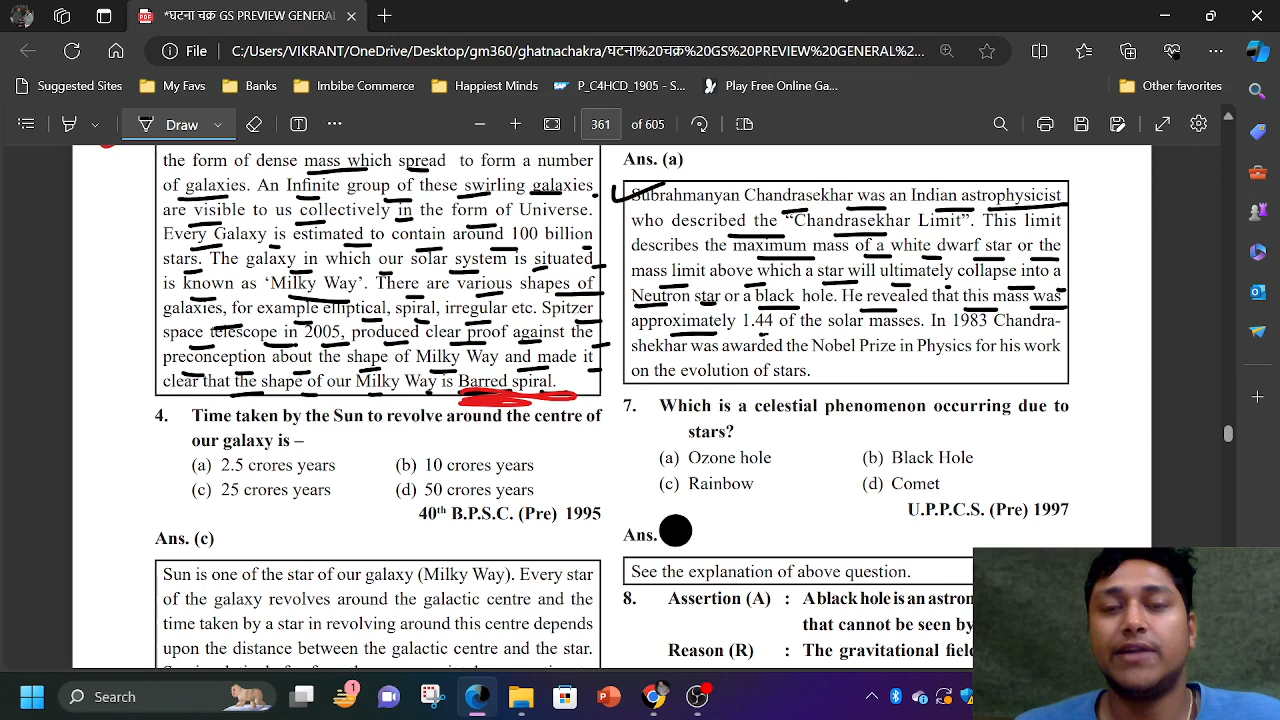 *घटना चक्र GS PREVIEW GENERAL
File
C:/Users/VIKRANT/OneDrive/Desktop/gm360/ghatnachakra/घटना%20चक्र%20GS%20PREVIEW%20GENERAL%2...
Suggested Sites
My Favs
Banks
Imbibe Commerce
Happiest Minds
P_C4HCD_1905 - S...
Play Free Online Ga...
Other favorites
Draw
361 of 605
the form of dense mass which spread to form a number
of galaxies. An Infinite group of these swirling galaxies
are visible to us collectively in the form of Universe.
Every Galaxy is estimated to contain around 100 billion
stars. The galaxy in which our solar system is situated
is known as ‘Milky Way’. There are various shapes of
galaxies, for example elliptical, spiral, irregular etc. Spitzer
space telescope in 2005, produced clear proof against the
preconception about the shape of Milky Way and made it
clear that the shape of our Milky Way is Barred spiral.
4. Time taken by the Sun to revolve around the centre of
our galaxy is –
(a) 2.5 crores years (b) 10 crores years
(c) 25 crores years (d) 50 crores years
40th B.P.S.C. (Pre) 1995
Ans. (c)
Sun is one of the star of our galaxy (Milky Way). Every star
of the galaxy revolves around the galactic centre and the
time taken by a star in revolving around this centre depends
upon the distance between the galactic centre and the star.
Ans. (a)
Subrahmanyan Chandrasekhar was an Indian astrophysicist
who described the “Chandrasekhar Limit”. This limit
describes the maximum mass of a white dwarf star or the
mass limit above which a star will ultimately collapse into a
Neutron star or a black hole. He revealed that this mass was
approximately 1.44 of the solar masses. In 1983 Chandra-
shekhar was awarded the Nobel Prize in Physics for his work
on the evolution of stars.
7. Which is a celestial phenomenon occurring due to
stars?
(a) Ozone hole (b) Black Hole
(c) Rainbow (d) Comet
U.P.P.C.S. (Pre) 1997
Ans.
See the explanation of above question.
8. Assertion (A) : A black hole is an astron
that cannot be seen by
Reason (R) : The gravitational fiel
Search
1